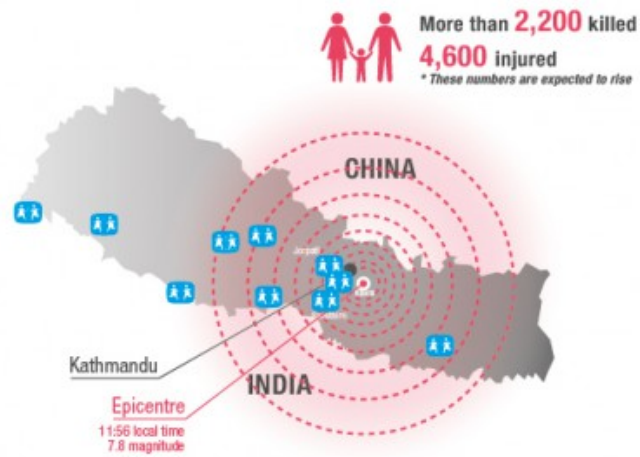 More than 2,200 killed
4,600 injured
* These numbers are expected to rise
CHINA
Jorpati
Kathmandu
INDIA
Epicentre
11:56 local time
7.8 magnitude